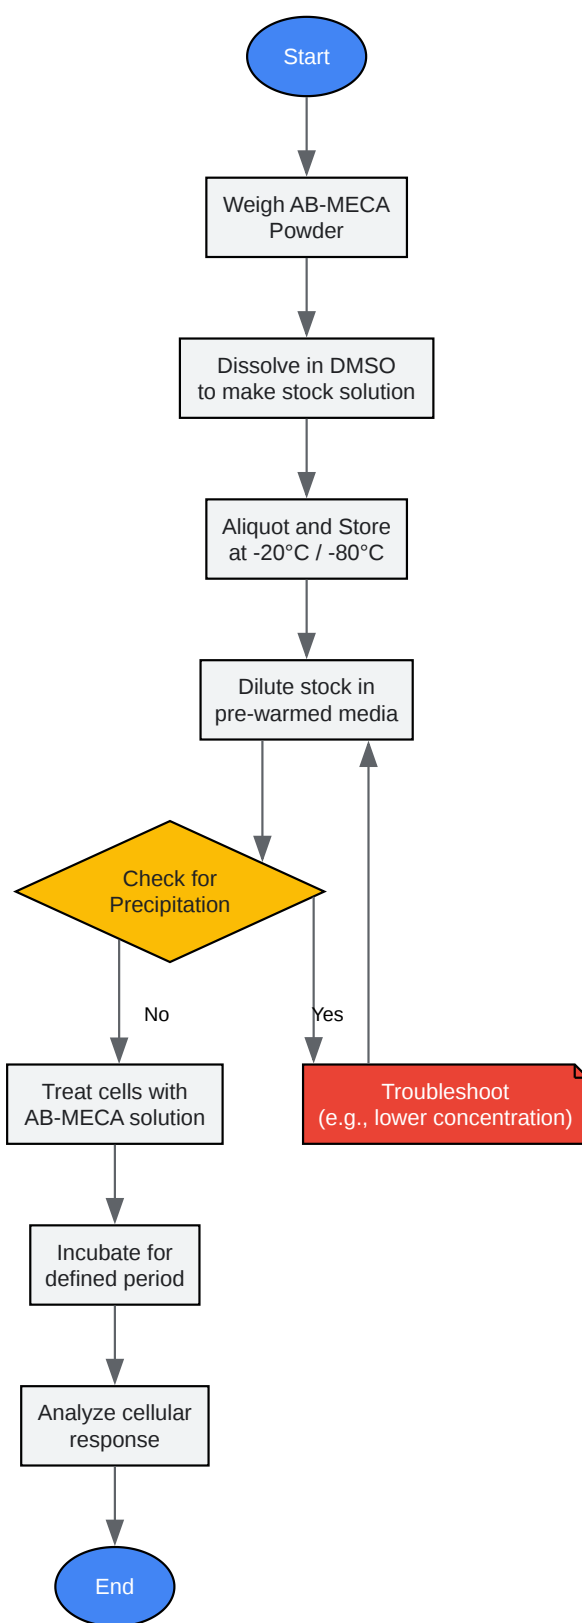 Start
Weigh AB-MECA
Powder
Dissolve in DMSO
to make stock solution
Aliquot and Store
at -20°C / -80°C
Dilute stock in
pre-warmed media
Check for
Precipitation
No
Yes
Treat cells with
AB-MECA solution
Troubleshoot
(e.g., lower concentration)
Incubate for
defined period
Analyze cellular
response
End